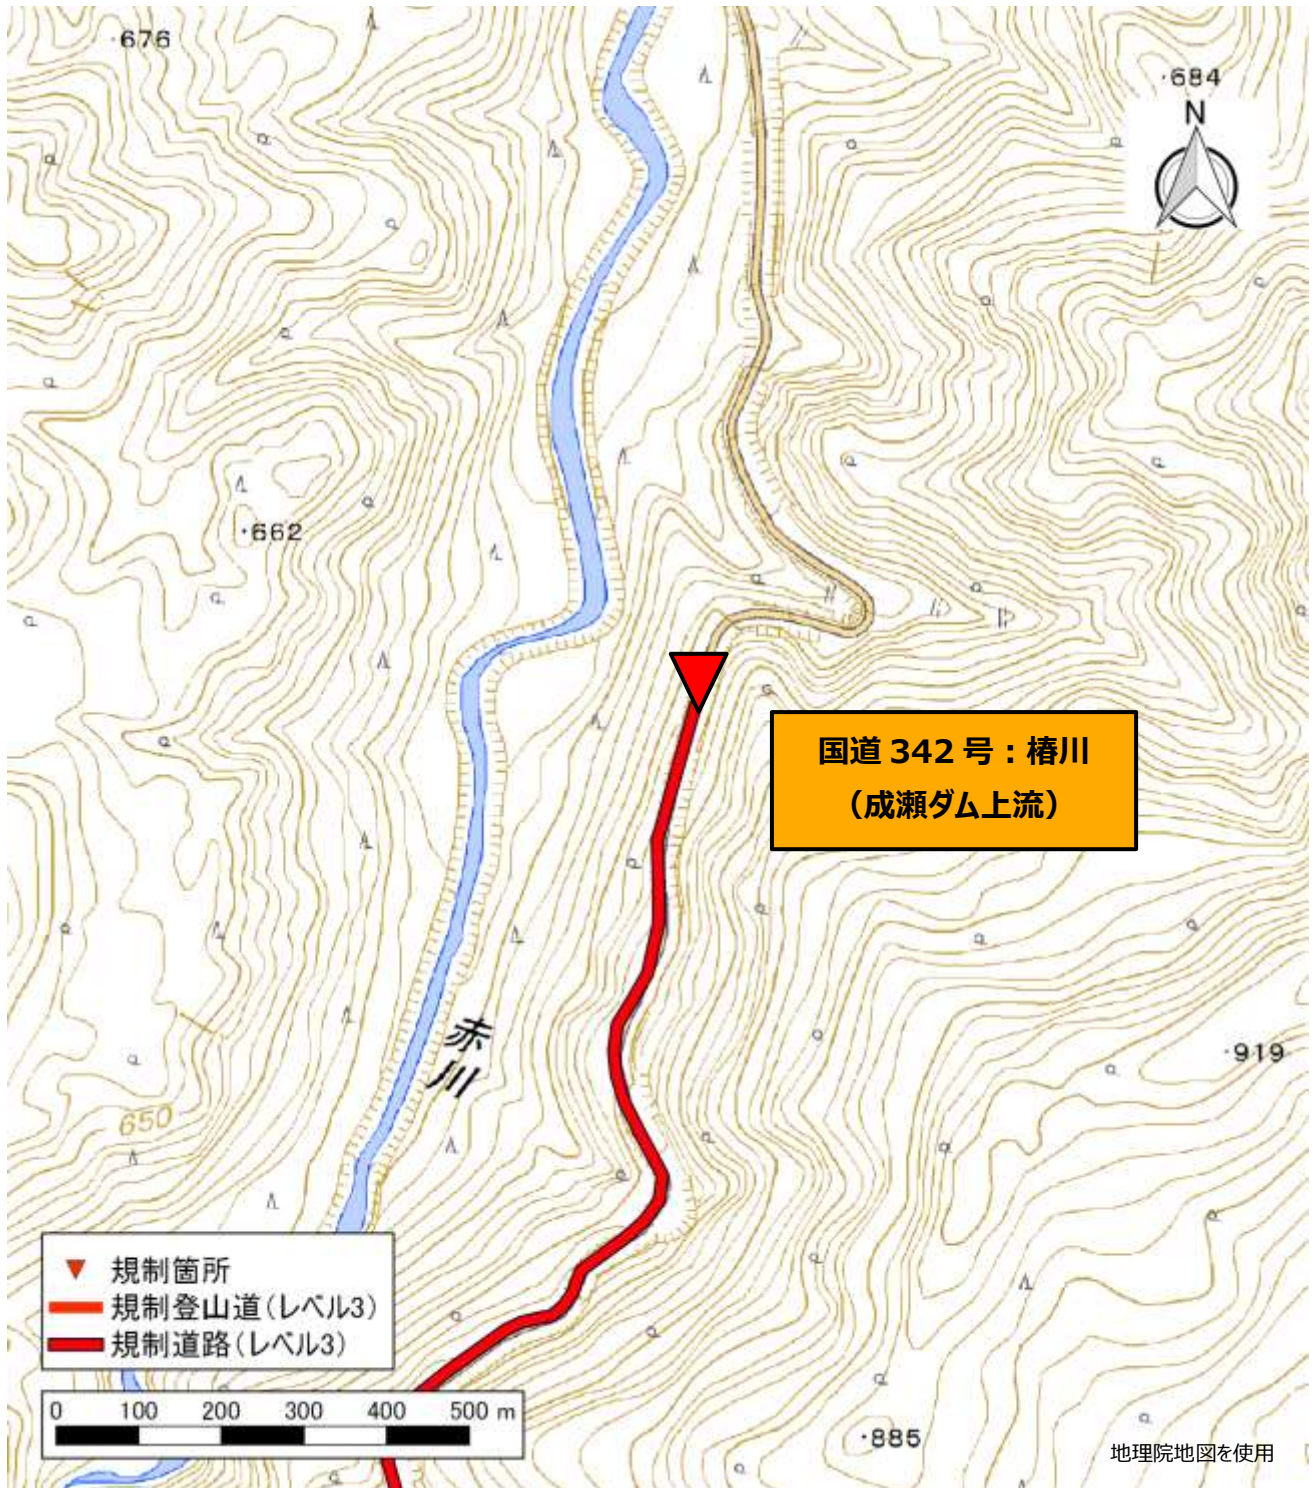 ・676
・684
N
・662
国道 342 号：椿川
（成瀬ダム上流）
赤川
・919
650
規制箇所
規制登山道（レベル3）
規制道路（レベル3）
0 100 200 300 400 500 m
・885
地理院地図を使用